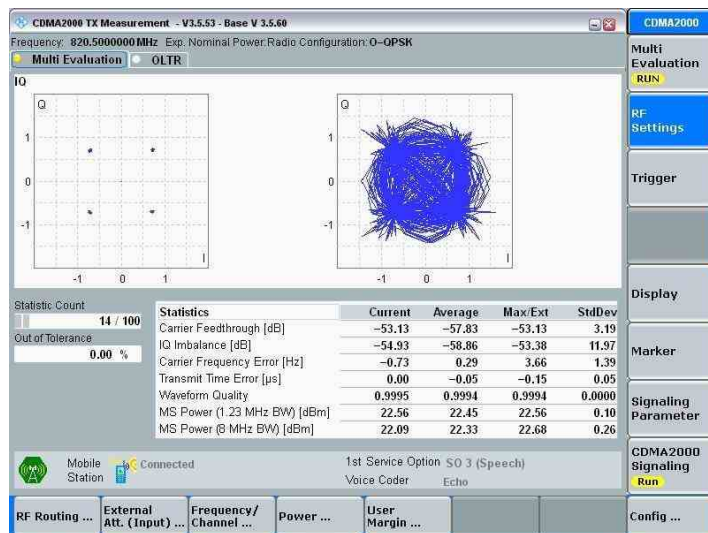 CDMA2000 TX Measurement - V3.5.53 - Base V 3.5.60
CDMA2000
Frequency: 820.5000000 MHz Exp. Nominal Power: Radio Configuration: O-QPSK
Multi Evaluation
OLTR
IQ
Q
1
0
-1
I
-1 0 1
Q
1
0
-1
I
-1 0 1
Statistic Count
14 / 100
Out of Tolerance
0.00 %
Statistics Current Average Max/Ext StdDev
Carrier Feedthrough [dB] -53.13 -57.83 -53.13 3.19
IQ Imbalance [dB] -54.93 -58.86 -53.38 11.97
Carrier Frequency Error [Hz] -0.73 0.29 3.66 1.39
Transmit Time Error [µs] 0.00 -0.05 -0.15 0.05
Waveform Quality 0.9995 0.9994 0.9994 0.0000
MS Power (1.23 MHz BW) [dBm] 22.56 22.45 22.56 0.10
MS Power (8 MHz BW) [dBm] 22.09 22.33 22.68 0.26
Mobile
Station
Connected
1st Service Option SO 3 (Speech)
Voice Coder Echo
Multi
Evaluation
RUN
RF
Settings
Trigger
Display
Marker
Signaling
Parameter
CDMA2000
Signaling
Run
RF Routing ...
External
Att. (Input) ...
Frequency/
Channel ...
Power ...
User
Margin ...
Config ...